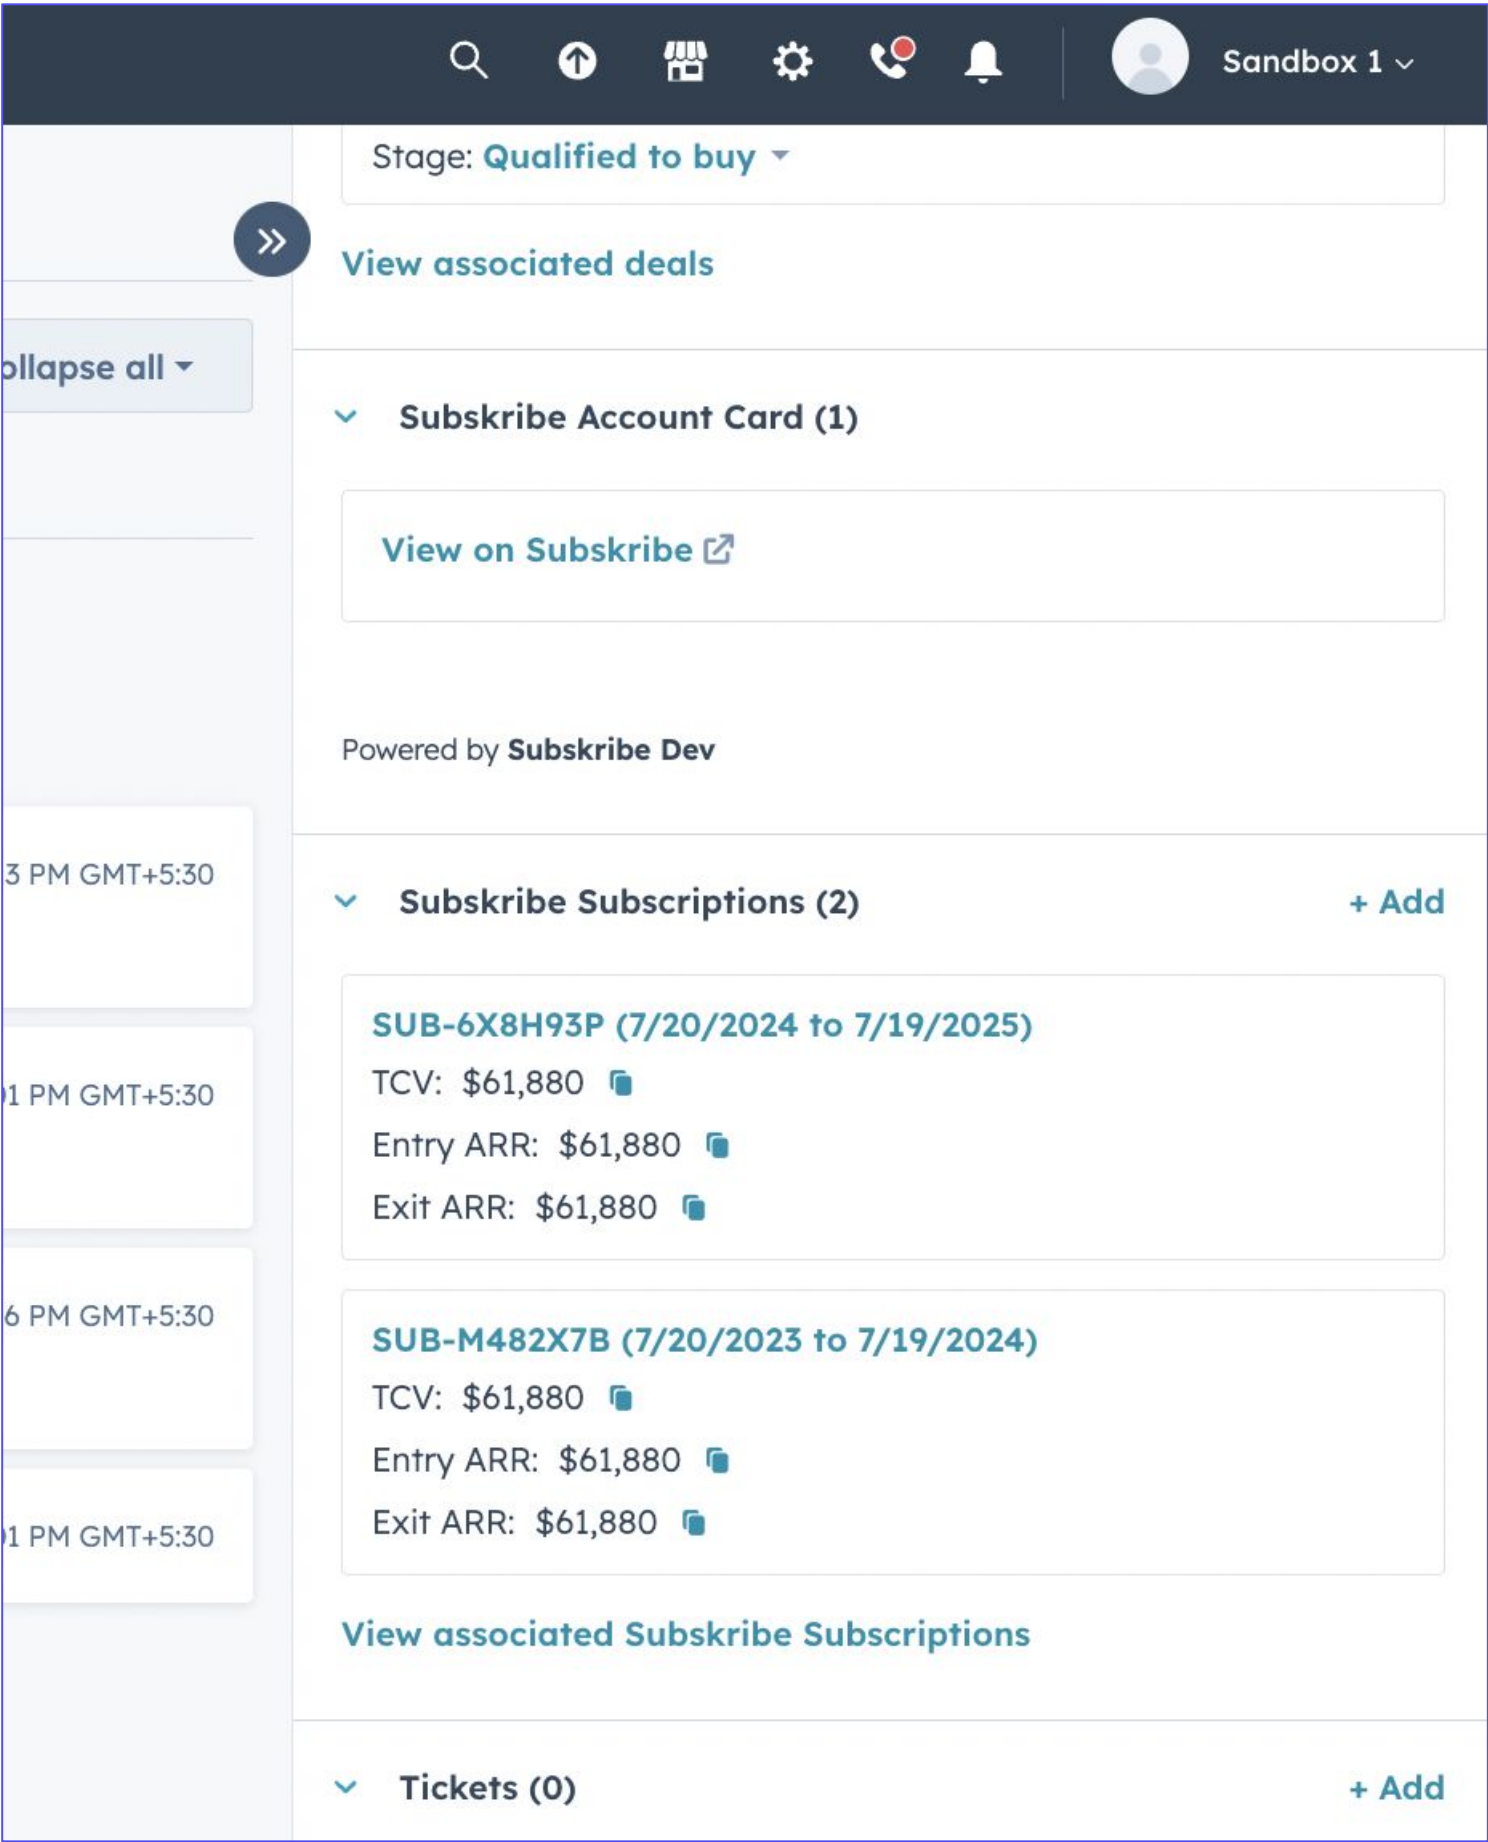 Sandbox 1
Stage: Qualified to buy
View associated deals
ollapse all
Subskribe Account Card (1)
View on Subskribe
Powered by Subskribe Dev
3 PM GMT+5:30
Subskribe Subscriptions (2)
+ Add
SUB-6X8H93P (7/20/2024 to 7/19/2025)
TCV: $61,880
1 PM GMT+5:30
Entry ARR: $61,880
Exit ARR: $61,880
6 PM GMT+5:30
SUB-M482X7B (7/20/2023 to 7/19/2024)
TCV: $61,880
Entry ARR: $61,880
Exit ARR: $61,880
1 PM GMT+5:30
View associated Subskribe Subscriptions
Tickets (0)
+ Add